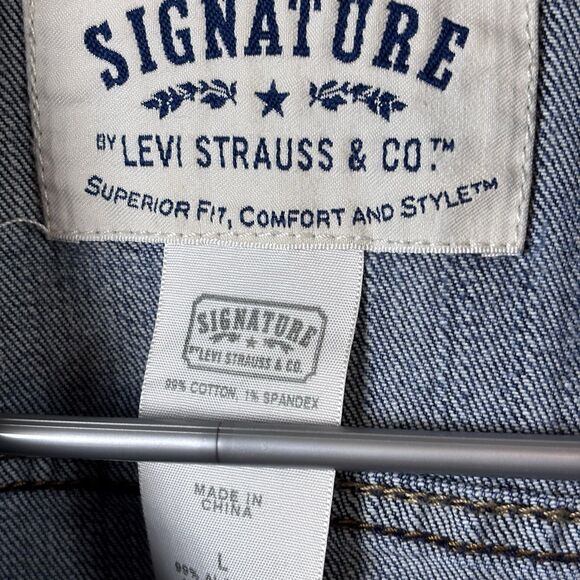 SIGNATURE
BY LEVI STRAUSS & CO.™
SUPERIOR FIT, COMFORT AND STYLE™
SIGNATURE
BY LEVI STRAUSS & CO.
99% COTTON, 1% SPANDEX
MADE IN
CHINA
L
99%